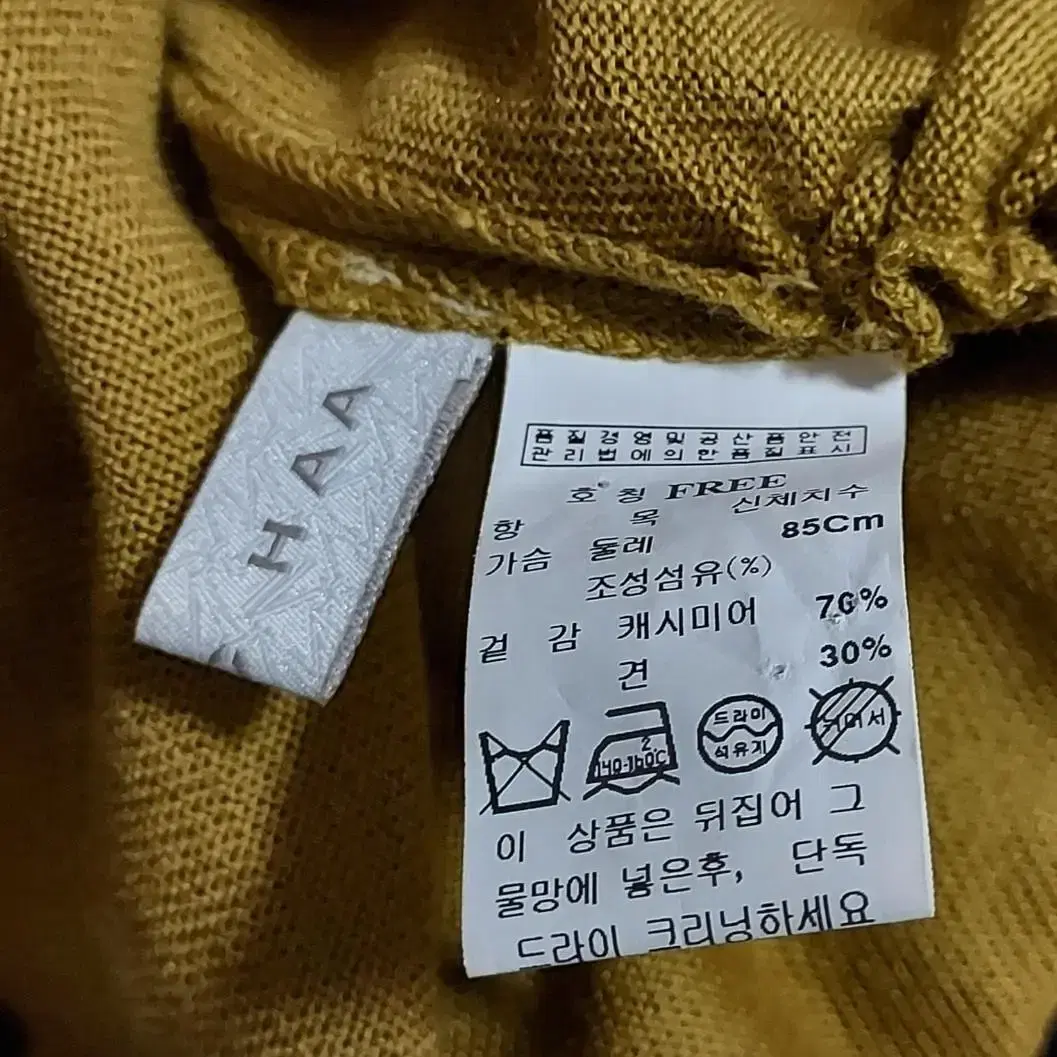 HAA
품질경영및공산품안전
관리법에의한품질표시
호 칭 FREE
항 목 신체치수
가슴 둘레 85Cm
조성섬유(%)
겉 감 캐시미어 70%
견 30%
2
140-160℃
드라이
석유계
이 상품은 뒤집어 그
물망에 넣은후, 단독
드라이 크리닝하세요